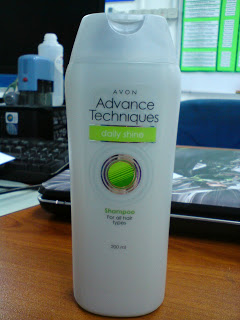 AVON
Advance
Techniques
daily shine
Shampoo
For all hair
types